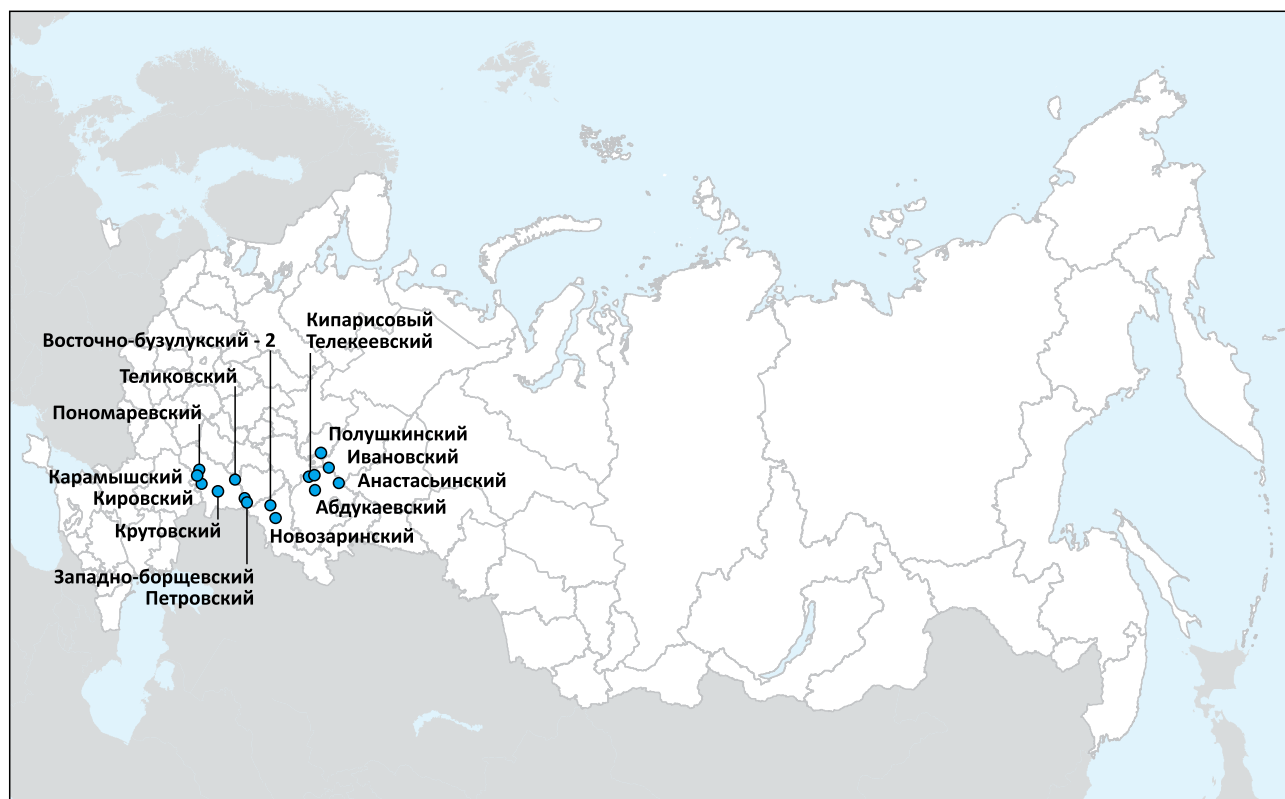 Кипарисовый
Телекеевский
Восточно-бузулукский - 2
Теликовский
Пономаревский
Полушкинский
Ивановский
Карамышский
Анастасьинский
Кировский
Абдукаевский
Крутовский
Новозаринский
Западно-борщевский
Петровский